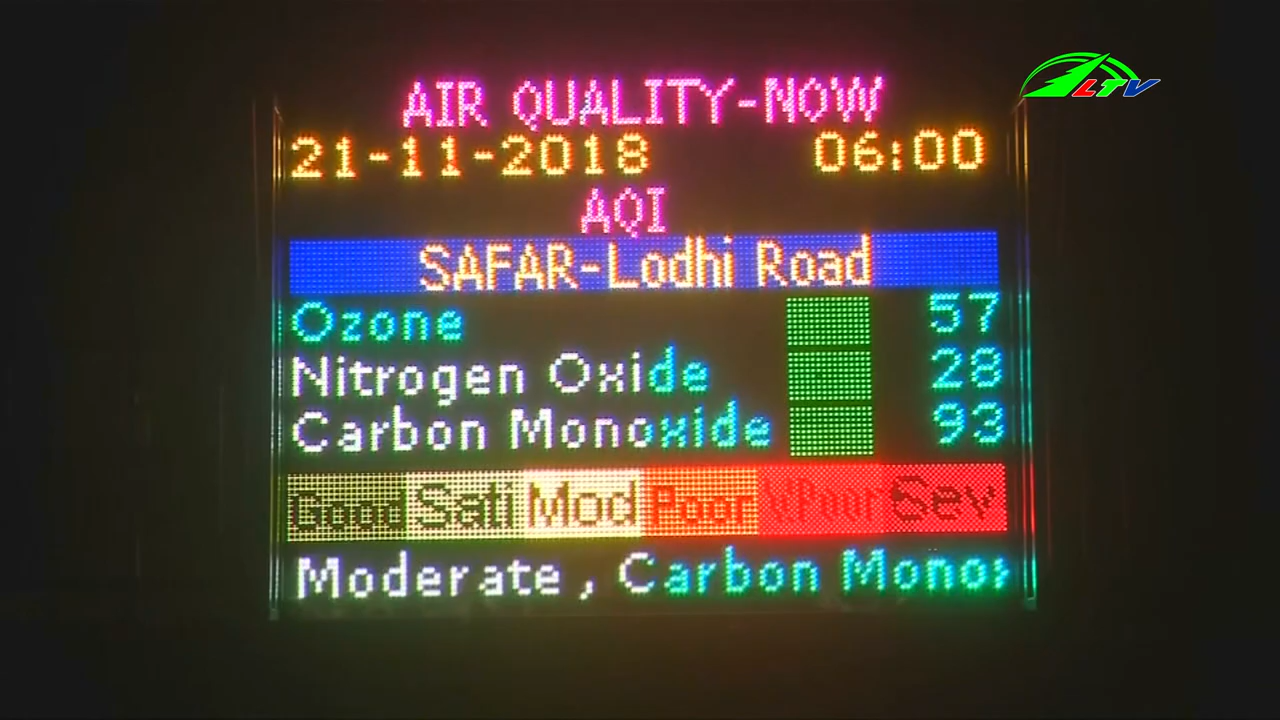 LTV
AIR QUALITY-NOW
21-11-2018 06:00
AQI
SAFAR-Lodhi Road
Ozone 57
Nitrogen Oxide 28
Carbon Monoxide 93
Good Sati Mod Poor V.Poor Sev
Moderate , Carbon Mono